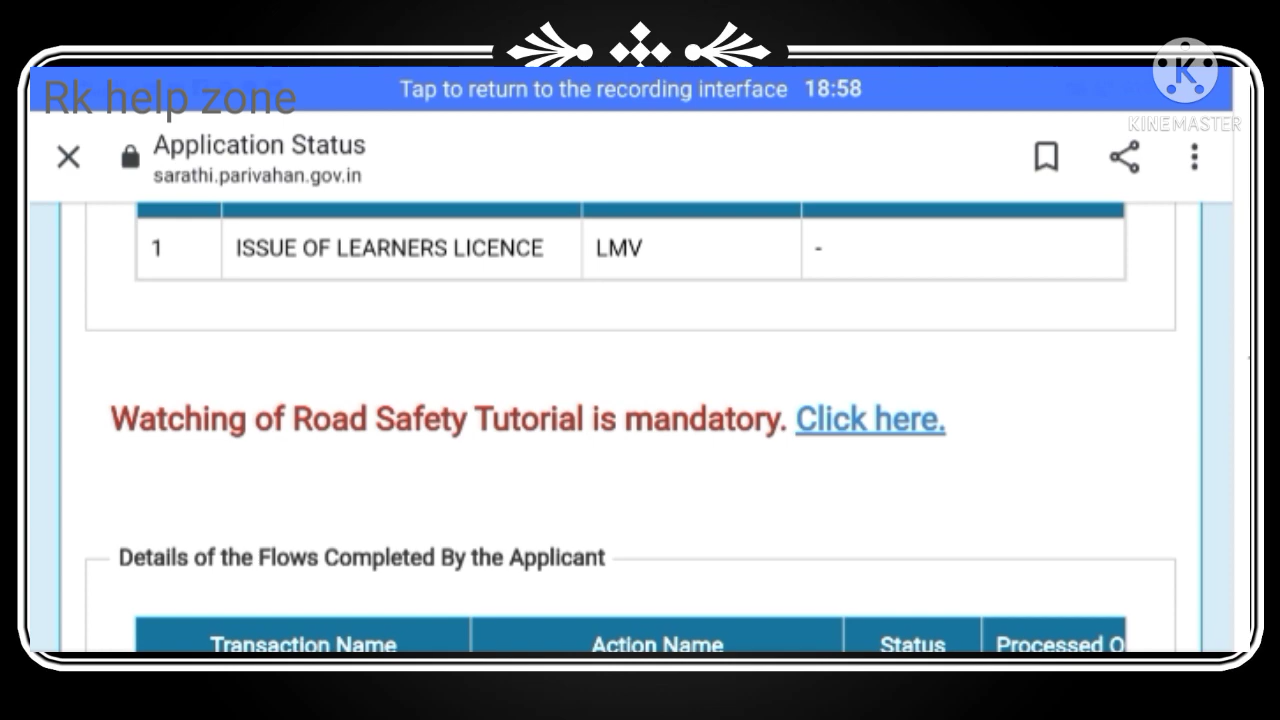 Rk help zone
Tap to return to the recording interface 18:58
K
KINEMASTER
Application Status
sarathi.parivahan.gov.in
1 ISSUE OF LEARNERS LICENCE LMV -
Watching of Road Safety Tutorial is mandatory. Click here.
Details of the Flows Completed By the Applicant
Transaction Name Action Name Status Processed O